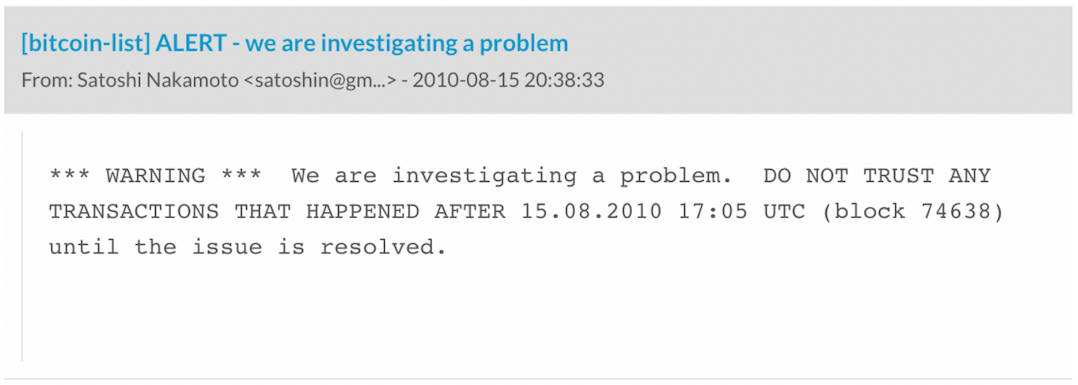 [bitcoin-list] ALERT - we are investigating a problem
From: Satoshi Nakamoto <satoshin@gm...> - 2010-08-15 20:38:33
*** WARNING ***  We are investigating a problem.  DO NOT TRUST ANY
TRANSACTIONS THAT HAPPENED AFTER 15.08.2010 17:05 UTC (block 74638)
until the issue is resolved.